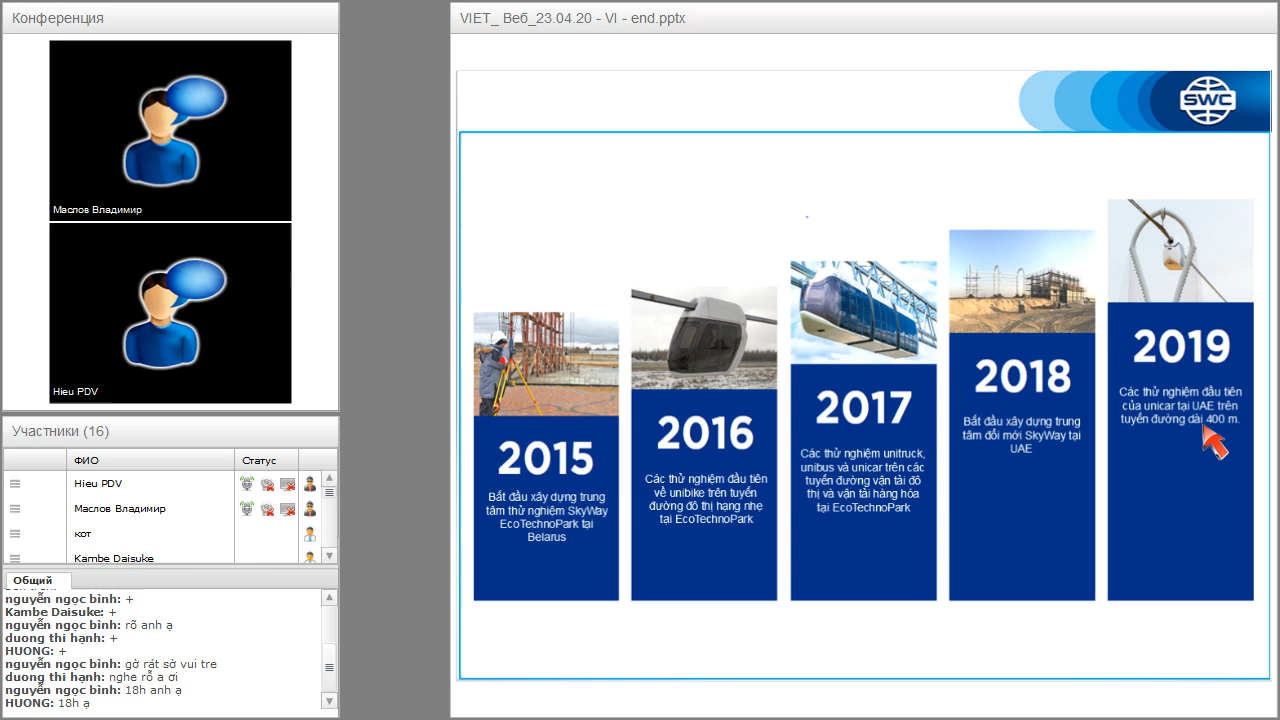 Конференция
Маслов Владимир
Hieu PDV
Участники (16)
ФИО Статус
Hieu PDV
Маслов Владимир
кот
Kambe Daisuke
Общий
nguyễn ngọc bình: +
Kambe Daisuke: +
nguyễn ngọc bình: rõ anh ạ
duong thi hạnh: +
HUONG: +
nguyễn ngọc bình: gờ rát sờ vui tre
duong thi hạnh: nghe rỗ a ơi
nguyễn ngọc bình: 18h anh ạ
HUONG: 18h ạ
VIET_ Веб_23.04.20 - VI - end.pptx
SWC
2015
Bắt đầu xây dựng trung
tâm thử nghiệm SkyWay
EcoTechnoPark tại
Belarus
2016
Các thử nghiệm đầu tiên
về unibike trên tuyến
đường đô thị hạng nhẹ
tại EcoTechnoPark
2017
Các thử nghiệm unitruck,
unibus và unicar trên các
tuyến đường vận tải đô
thị và vận tải hàng hóa
tại EcoTechnoPark
2018
Bắt đầu xây dựng trung
tâm đổi mới SkyWay tại
UAE
2019
Các thử nghiệm đầu tiên
của unicar tại UAE trên
tuyến đường dài 400 m.